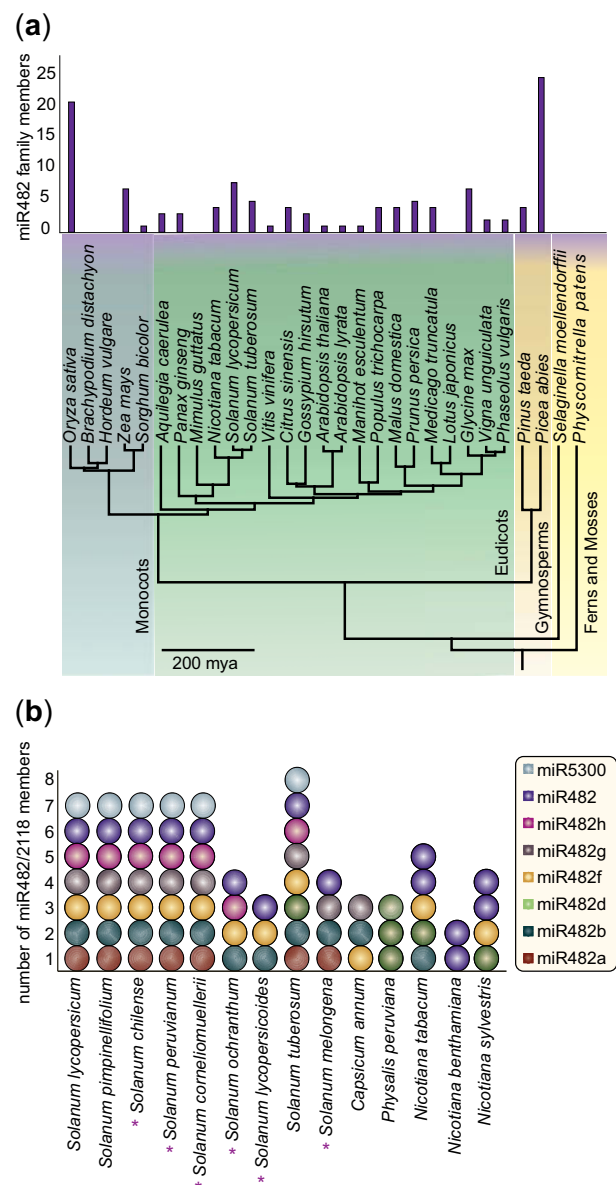 (a)
miR482 family members
25
20
15
10
5
0
Oryza sativa
Brachypodium distachyon
Hordeum vulgare
Zea mays
Sorghum bicolor
Aquilegia caerulea
Panax ginseng
Mimulus guttatus
Nicotiana tabacum
Solanum lycopersicum
Solanum tuberosum
Vitis vinifera
Citrus sinensis
Gossypium hirsutum
Arabidopsis thaliana
Arabidopsis lyrata
Manihot esculentum
Populus trichocarpa
Malus domestica
Prunus persica
Medicago truncatula
Lotus japonicus
Glycine max
Vigna unguiculata
Phaseolus vulgaris
Pinus taeda
Picea abies
Selaginella moellendorffii
Physcomitrella patens
Monocots
Eudicots
Gymnosperms
Ferns and Mosses
200 mya
(b)
number of miR482/2118 members
8
7
6
5
4
3
2
1
miR5300
miR482
miR482h
miR482g
miR482f
miR482d
miR482b
miR482a
Solanum lycopersicum
Solanum pimpinellifolium
* Solanum chilense
* Solanum peruvianum
* Solanum corneliomuellerii
* Solanum ochranthum
* Solanum lycopersicoides
Solanum tuberosum
* Solanum melongena
Capsicum annum
Physalis peruviana
Nicotiana tabacum
Nicotiana benthamiana
Nicotiana sylvestris